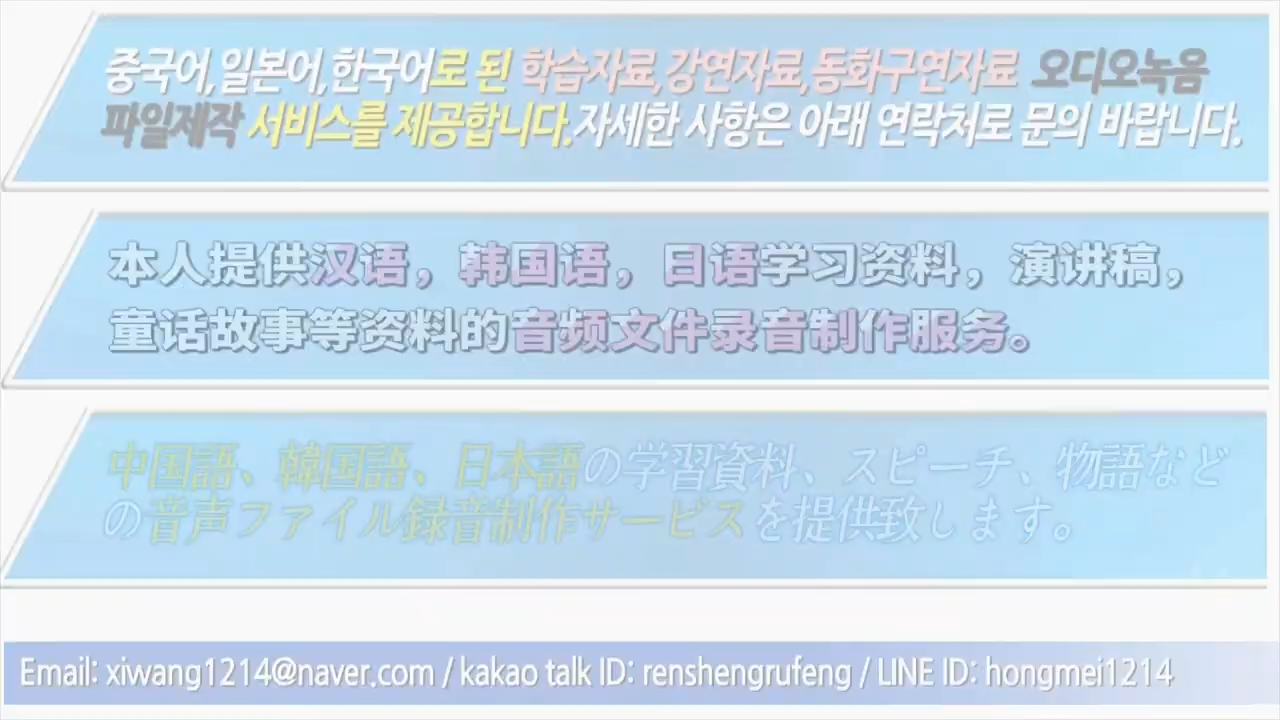 중국어,일본어,한국어로 된 학습자료,강연자료,동화구연자료 오디오녹음
파일제작 서비스를 제공합니다.자세한 사항은 아래 연락처로 문의 바랍니다.
本人提供汉语，韩国语，日语学习资料，演讲稿，
童话故事等资料的音频文件录音制作服务。
中国語、韓国語、日本語の学習資料、スピーチ、物語など
の音声ファイル録音制作サービスを提供致します。
Email: xiwang1214@naver.com / kakao talk ID: renshengrufeng / LINE ID: hongmei1214